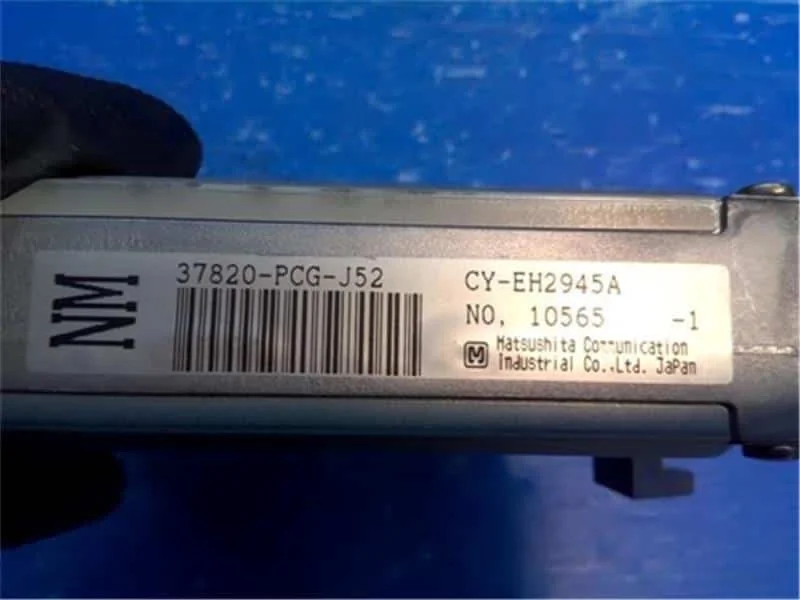 NM
37820-PCG-J52
CY-EH2945A
NO, 10565 -1
M Matsushita Communication
Industrial Co.,Ltd. JaPan